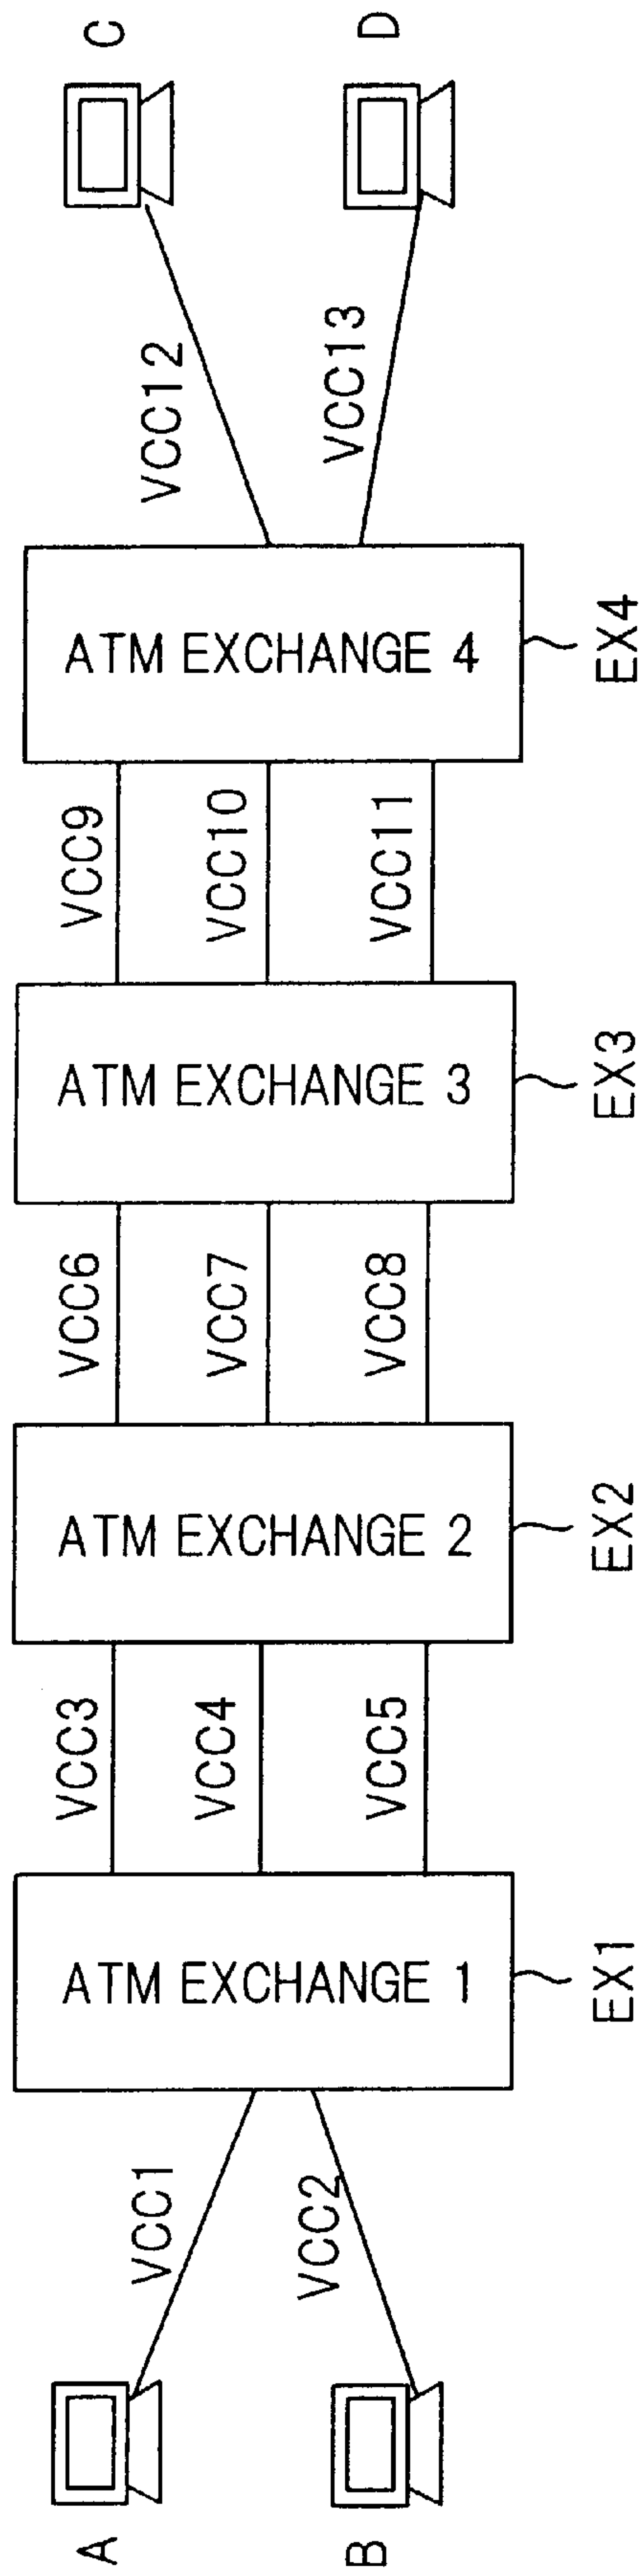 A
B
VCC1
VCC2
ATM EXCHANGE 1
EX1
VCC3
VCC4
VCC5
ATM EXCHANGE 2
EX2
VCC6
VCC7
VCC8
ATM EXCHANGE 3
EX3
VCC9
VCC10
VCC11
ATM EXCHANGE 4
EX4
VCC12
VCC13
C
D